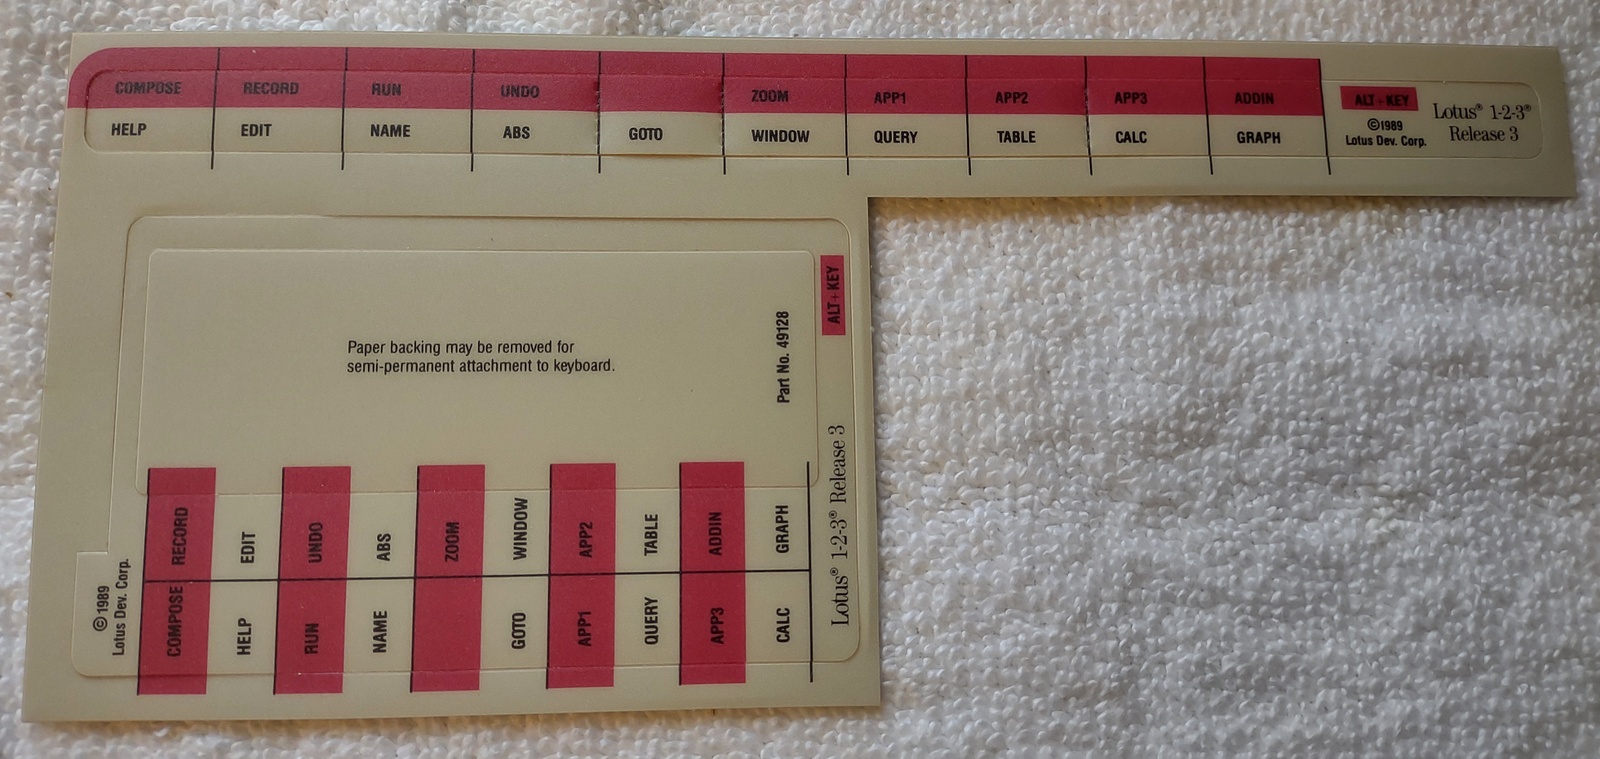 COMPOSE RECORD RUN UNDO ZOOM APP1 APP2 APP3 ADDIN
HELP EDIT NAME ABS GOTO WINDOW QUERY TABLE CALC GRAPH
ALT + KEY
©1989
Lotus Dev. Corp.
Lotus® 1-2-3®
Release 3
Paper backing may be removed for
semi-permanent attachment to keyboard.
Part No. 49128
ALT + KEY
Lotus® 1-2-3® Release 3
© 1989
Lotus Dev. Corp.
COMPOSE RECORD
HELP EDIT
RUN UNDO
NAME ABS
ZOOM
GOTO WINDOW
APP1 APP2
QUERY TABLE
APP3 ADDIN
CALC GRAPH